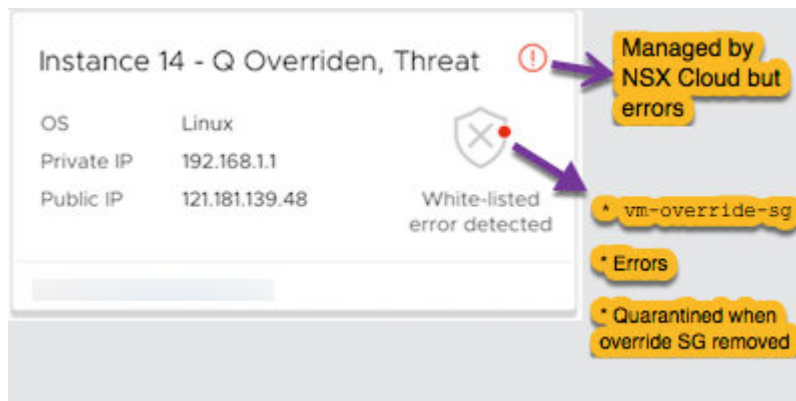 Instance 14 - Q Overriden, Threat
OS Linux
Private IP 192.168.1.1
Public IP 121.181.139.48
White-listed
error detected
Managed by
NSX Cloud but
errors
* vm-override-sg
* Errors
* Quarantined when
override SG removed